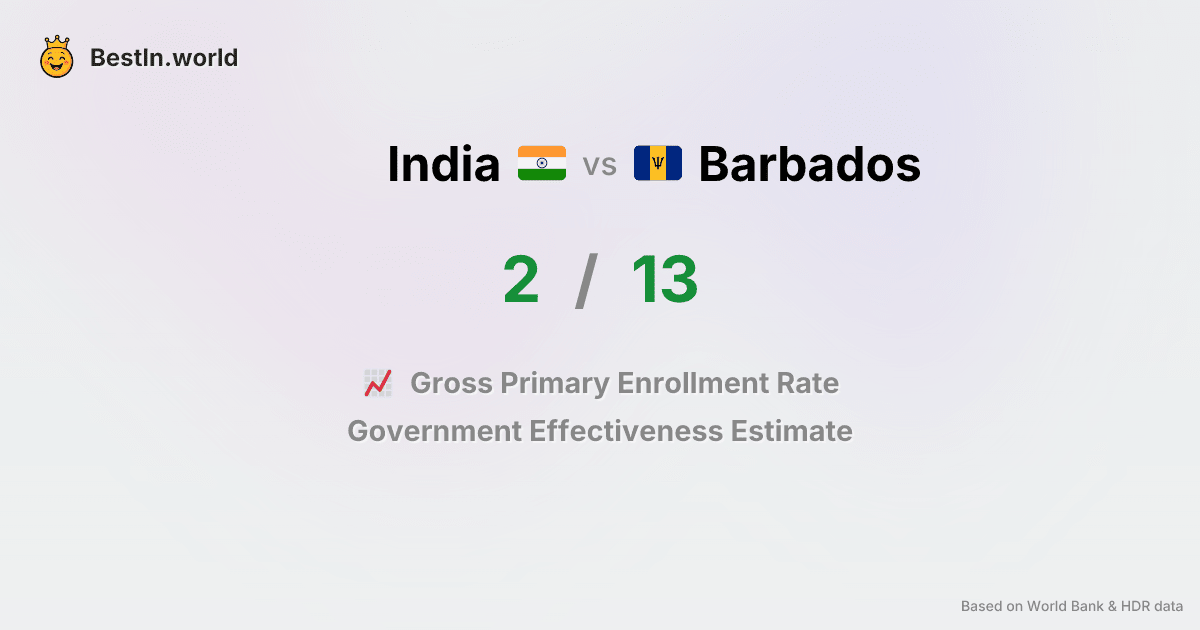 BestIn.world
India vs Barbados
2 / 13
Gross Primary Enrollment Rate
Government Effectiveness Estimate
Based on World Bank & HDR data